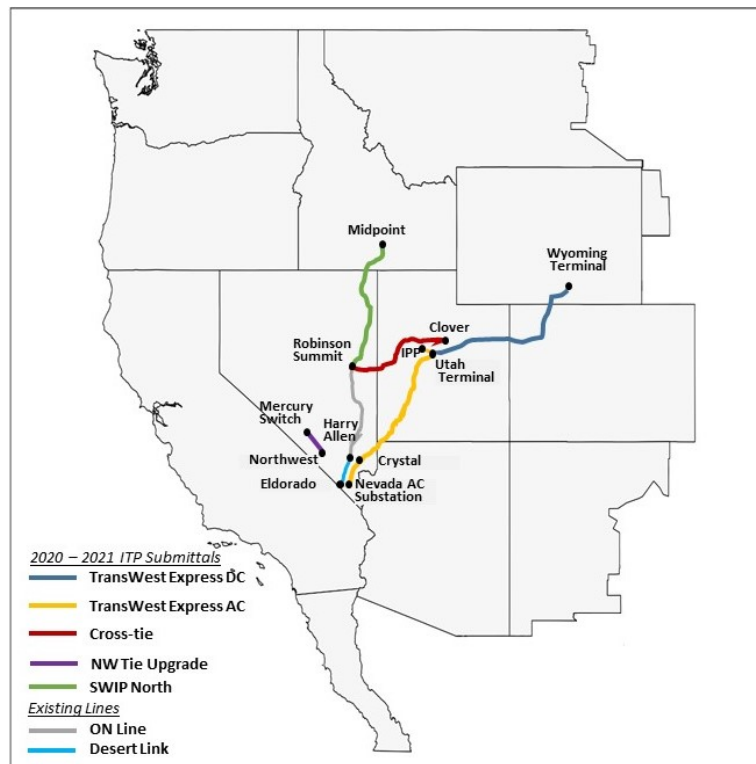 Midpoint
Wyoming
Terminal
Clover
Robinson
Summit
IPP
Utah
Terminal
Mercury
Switch
Harry
Allen
Northwest
Crystal
Eldorado
Nevada AC
Substation
2020 – 2021 ITP Submittals
TransWest Express DC
TransWest Express AC
Cross-tie
NW Tie Upgrade
SWIP North
Existing Lines
ON Line
Desert Link